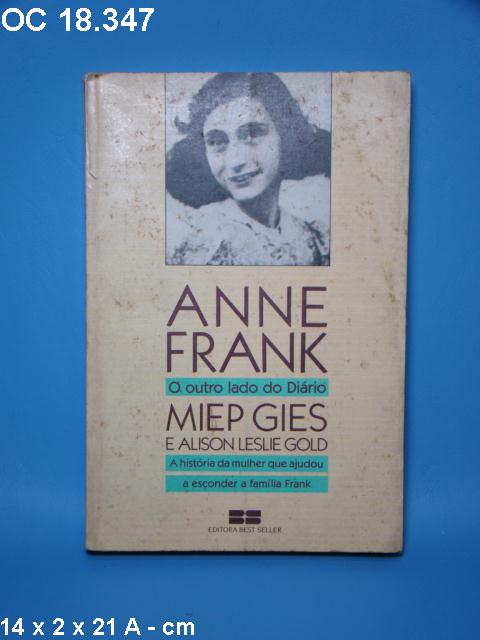 OC 18.347
ANNE
FRANK
O outro lado do Diário
MIEP GIES
E ALISON LESLIE GOLD
A história da mulher que ajudou
a esconder a família Frank
BS
EDITORA BEST SELLER
14 x 2 x 21 A - cm